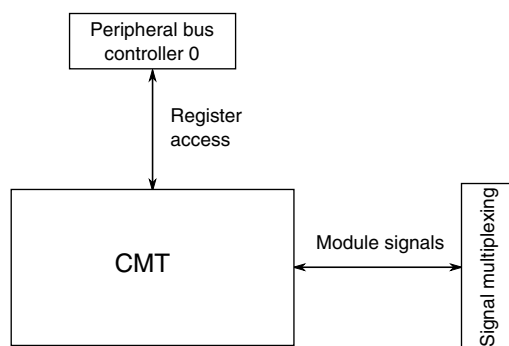 Peripheral bus
controller 0
Register
access
CMT
Module signals
Signal multiplexing